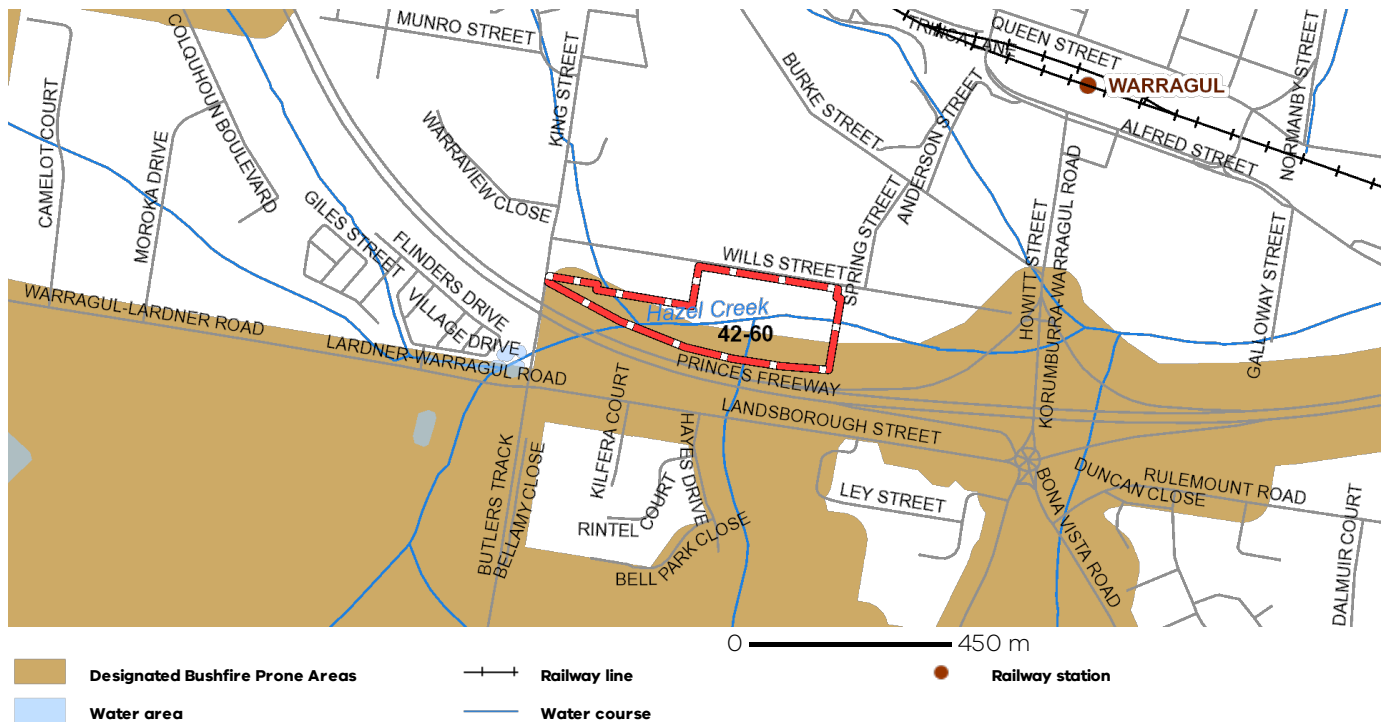 MUNRO STREET
QUEEN STREET
TRINCA LANE
COLQUHOUN BOULEVARD
KING STREET
BURKE STREET
WARRAGUL
NORMANBY STREET
CAMELOT COURT
MOROKA DRIVE
WARRAVIEW CLOSE
ANDERSON STREET
ALFRED STREET
GILES STREET
FLINDERS DRIVE
VILLAGE DRIVE
WILLS STREET
SPRING STREET
HOWITT STREET
KORUMBURRA-WARRAGUL ROAD
GALLOWAY STREET
WARRAGUL-LARDNER ROAD
LARDNER-WARRAGUL ROAD
Hazel Creek
42-60
PRINCES FREEWAY
LANDSBOROUGH STREET
BUTLERS TRACK
BELLAMY CLOSE
KILFERA COURT
HAYES DRIVE
RINTEL COURT
BELL PARK CLOSE
LEY STREET
BONA VISTA ROAD
DUNCAN CLOSE
RULEMOUNT ROAD
DALMUIR COURT
0 450 m
Designated Bushfire Prone Areas
Railway line
Railway station
Water area
Water course